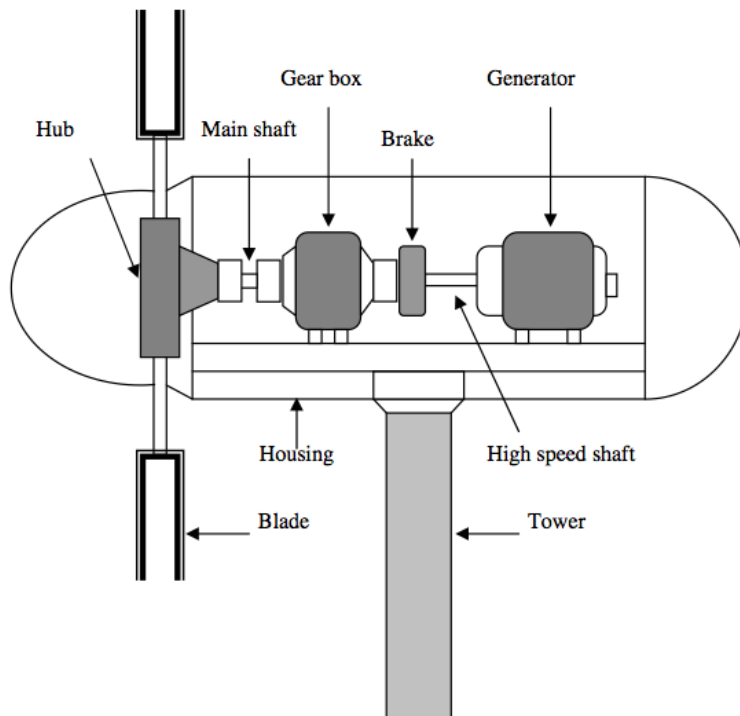 Gear box
Generator
Hub
Main shaft
Brake
Housing
High speed shaft
Blade
Tower